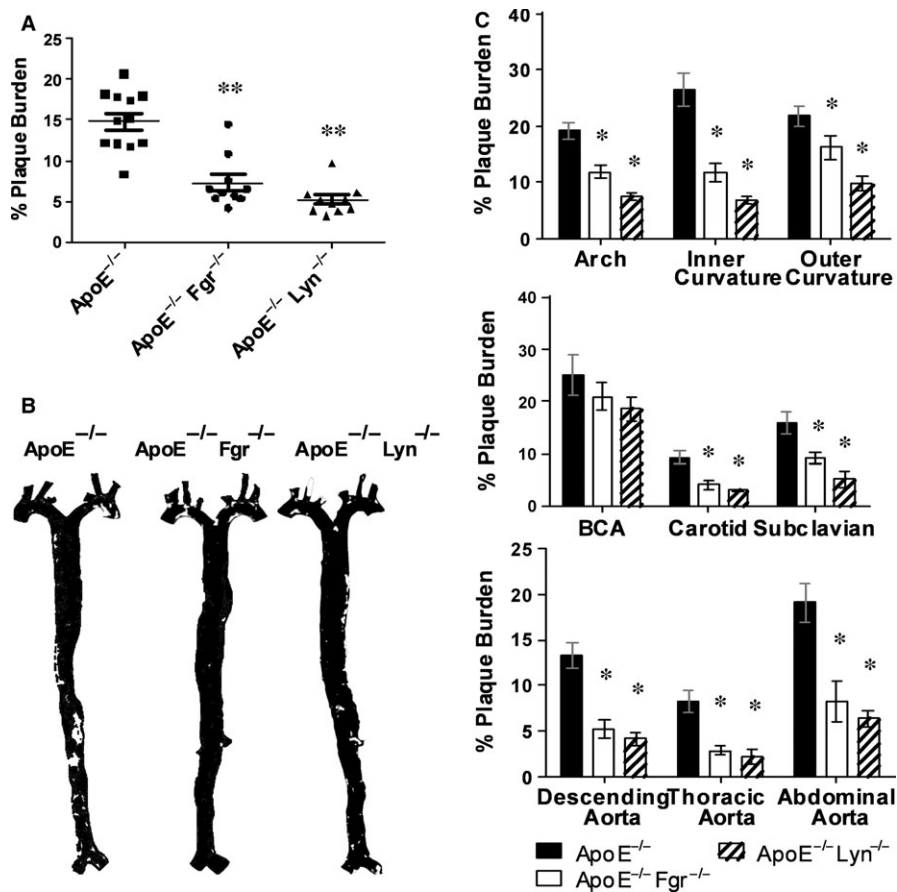 A
% Plaque Burden
25
20
15
10
5
0
**
**
ApoE−/−
ApoE−/− Fgr−/−
ApoE−/− Lyn−/−
B
ApoE−/− ApoE−/− Fgr−/− ApoE−/− Lyn−/−
C
% Plaque Burden
40
30
20
10
0
* * * * * *
Arch Inner Curvature Outer Curvature
% Plaque Burden
40
30
20
10
0
* * * *
BCA Carotid Subclavian
% Plaque Burden
25
20
15
10
5
0
* * * * * *
Descending Aorta Thoracic Aorta Abdominal Aorta
ApoE−/− ApoE−/− Lyn−/−
ApoE−/− Fgr−/−